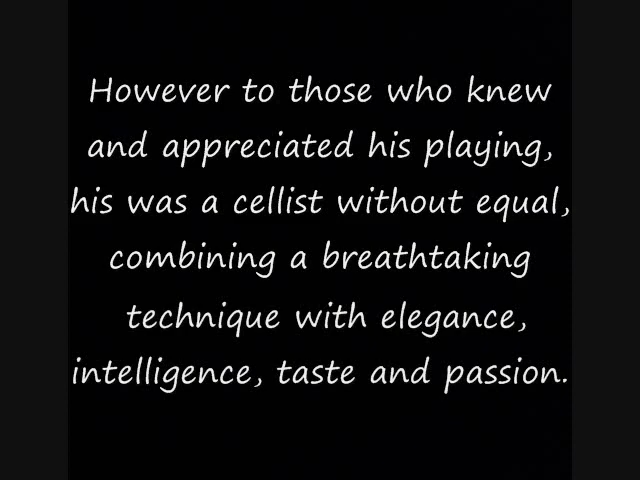 However to those who knew
and appreciated his playing,
his was a cellist without equal,
combining a breathtaking
technique with elegance,
intelligence, taste and passion.